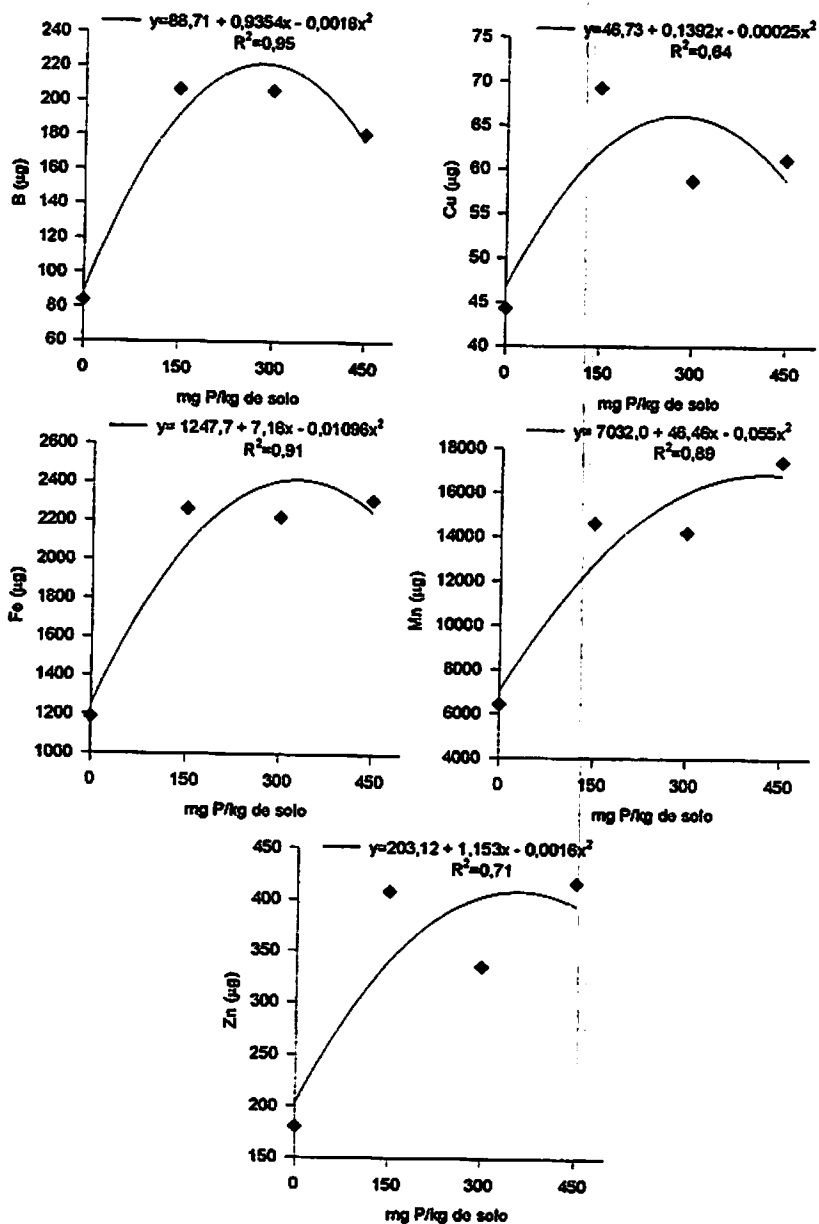 y=88,71 + 0,9354x - 0,0018x²
R²=0,95
240
220
200
180
160
140
120
100
80
60
B (µg)
0 150 300 450
mg P/kg de solo
y=46,73 + 0,1392x - 0.00025x²
R²=0,64
75
70
65
60
55
50
45
40
Cu (µg)
0 150 300 450
mg P/kg de solo
y= 1247,7 + 7,16x - 0,01096x²
R²=0,91
2600
2400
2200
2000
1800
1600
1400
1200
1000
Fe (µg)
0 150 300 450
mg P/kg de solo
y= 7032,0 + 46,46x - 0,055x²
R²=0,89
18000
16000
14000
12000
10000
8000
6000
4000
Mn (µg)
0 150 300 450
mg P/kg de solo
y=203,12 + 1,153x - 0,0016x²
R²=0,71
450
400
350
300
250
200
150
Zn (µg)
0 150 300 450
mg P/kg de solo